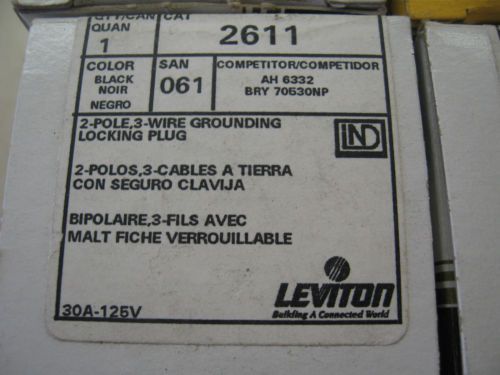 QTY/CAN CAT
QUAN 2611
1
COLOR SAN COMPETITOR/COMPETIDOR
BLACK 061 AH 6332
NOIR BRY 70530NP
NEGRO
2-POLE,3-WIRE GROUNDING
LOCKING PLUG
IND
2-POLOS,3-CABLES A TIERRA
CON SEGURO CLAVIJA
BIPOLAIRE,3-FILS AVEC
MALT FICHE VERROUILLABLE
30A-125V
LEVITON
Building A Connected World